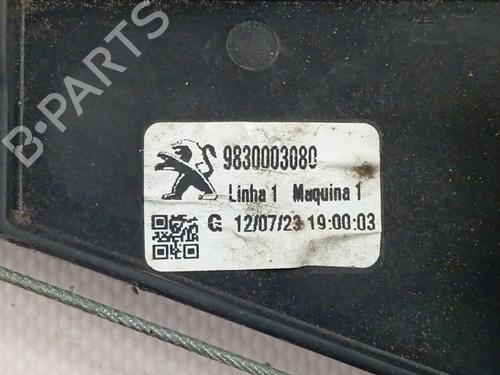 B-PARTS
9830003080
Linha 1 Maquina 1
G 12/07/23 19:00:03